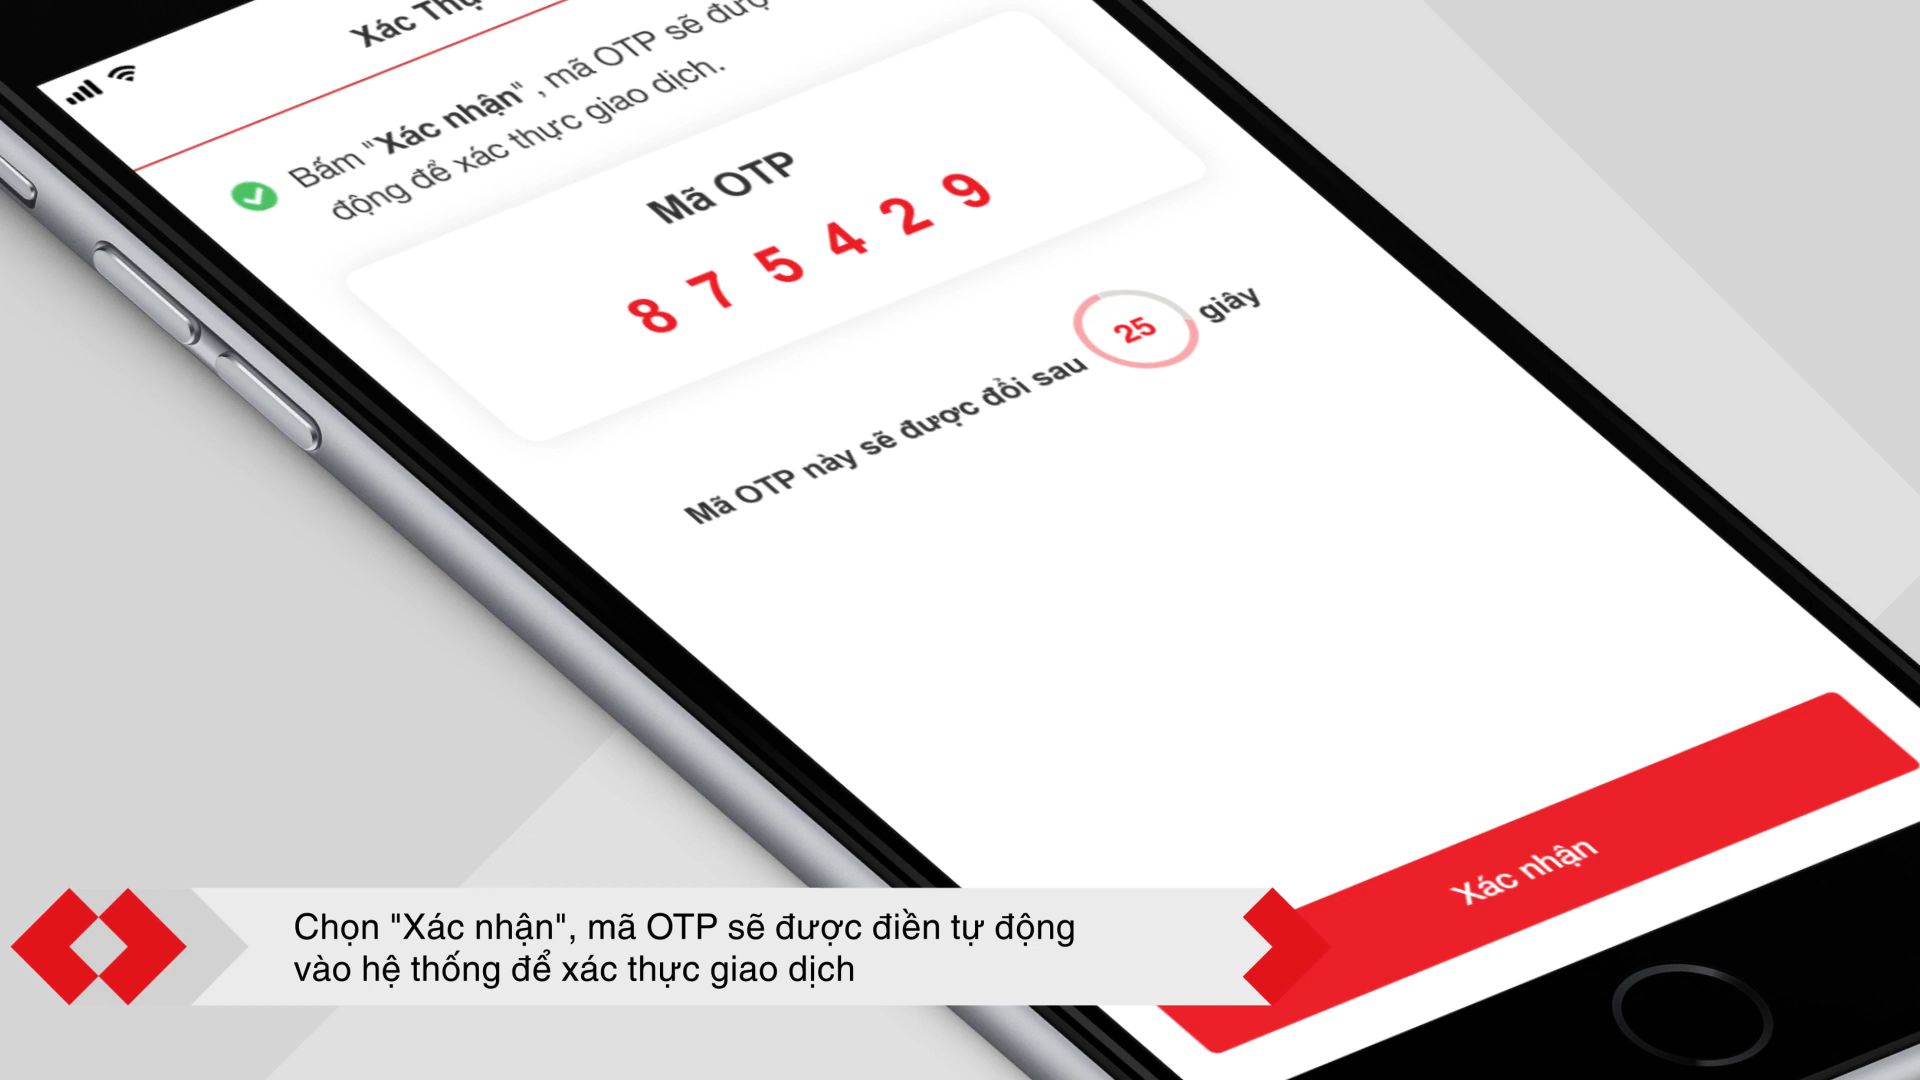 Xác
Bấm "Xác nhận", mã OTP sẽ
động để xác thực giao dịch.
Mã OTP
8 7 5 4 2 9
Mã OTP này sẽ được đổi sau 25 giây
Xác nhận
Chọn "Xác nhận", mã OTP sẽ được điền tự động
vào hệ thống để xác thực giao dịch